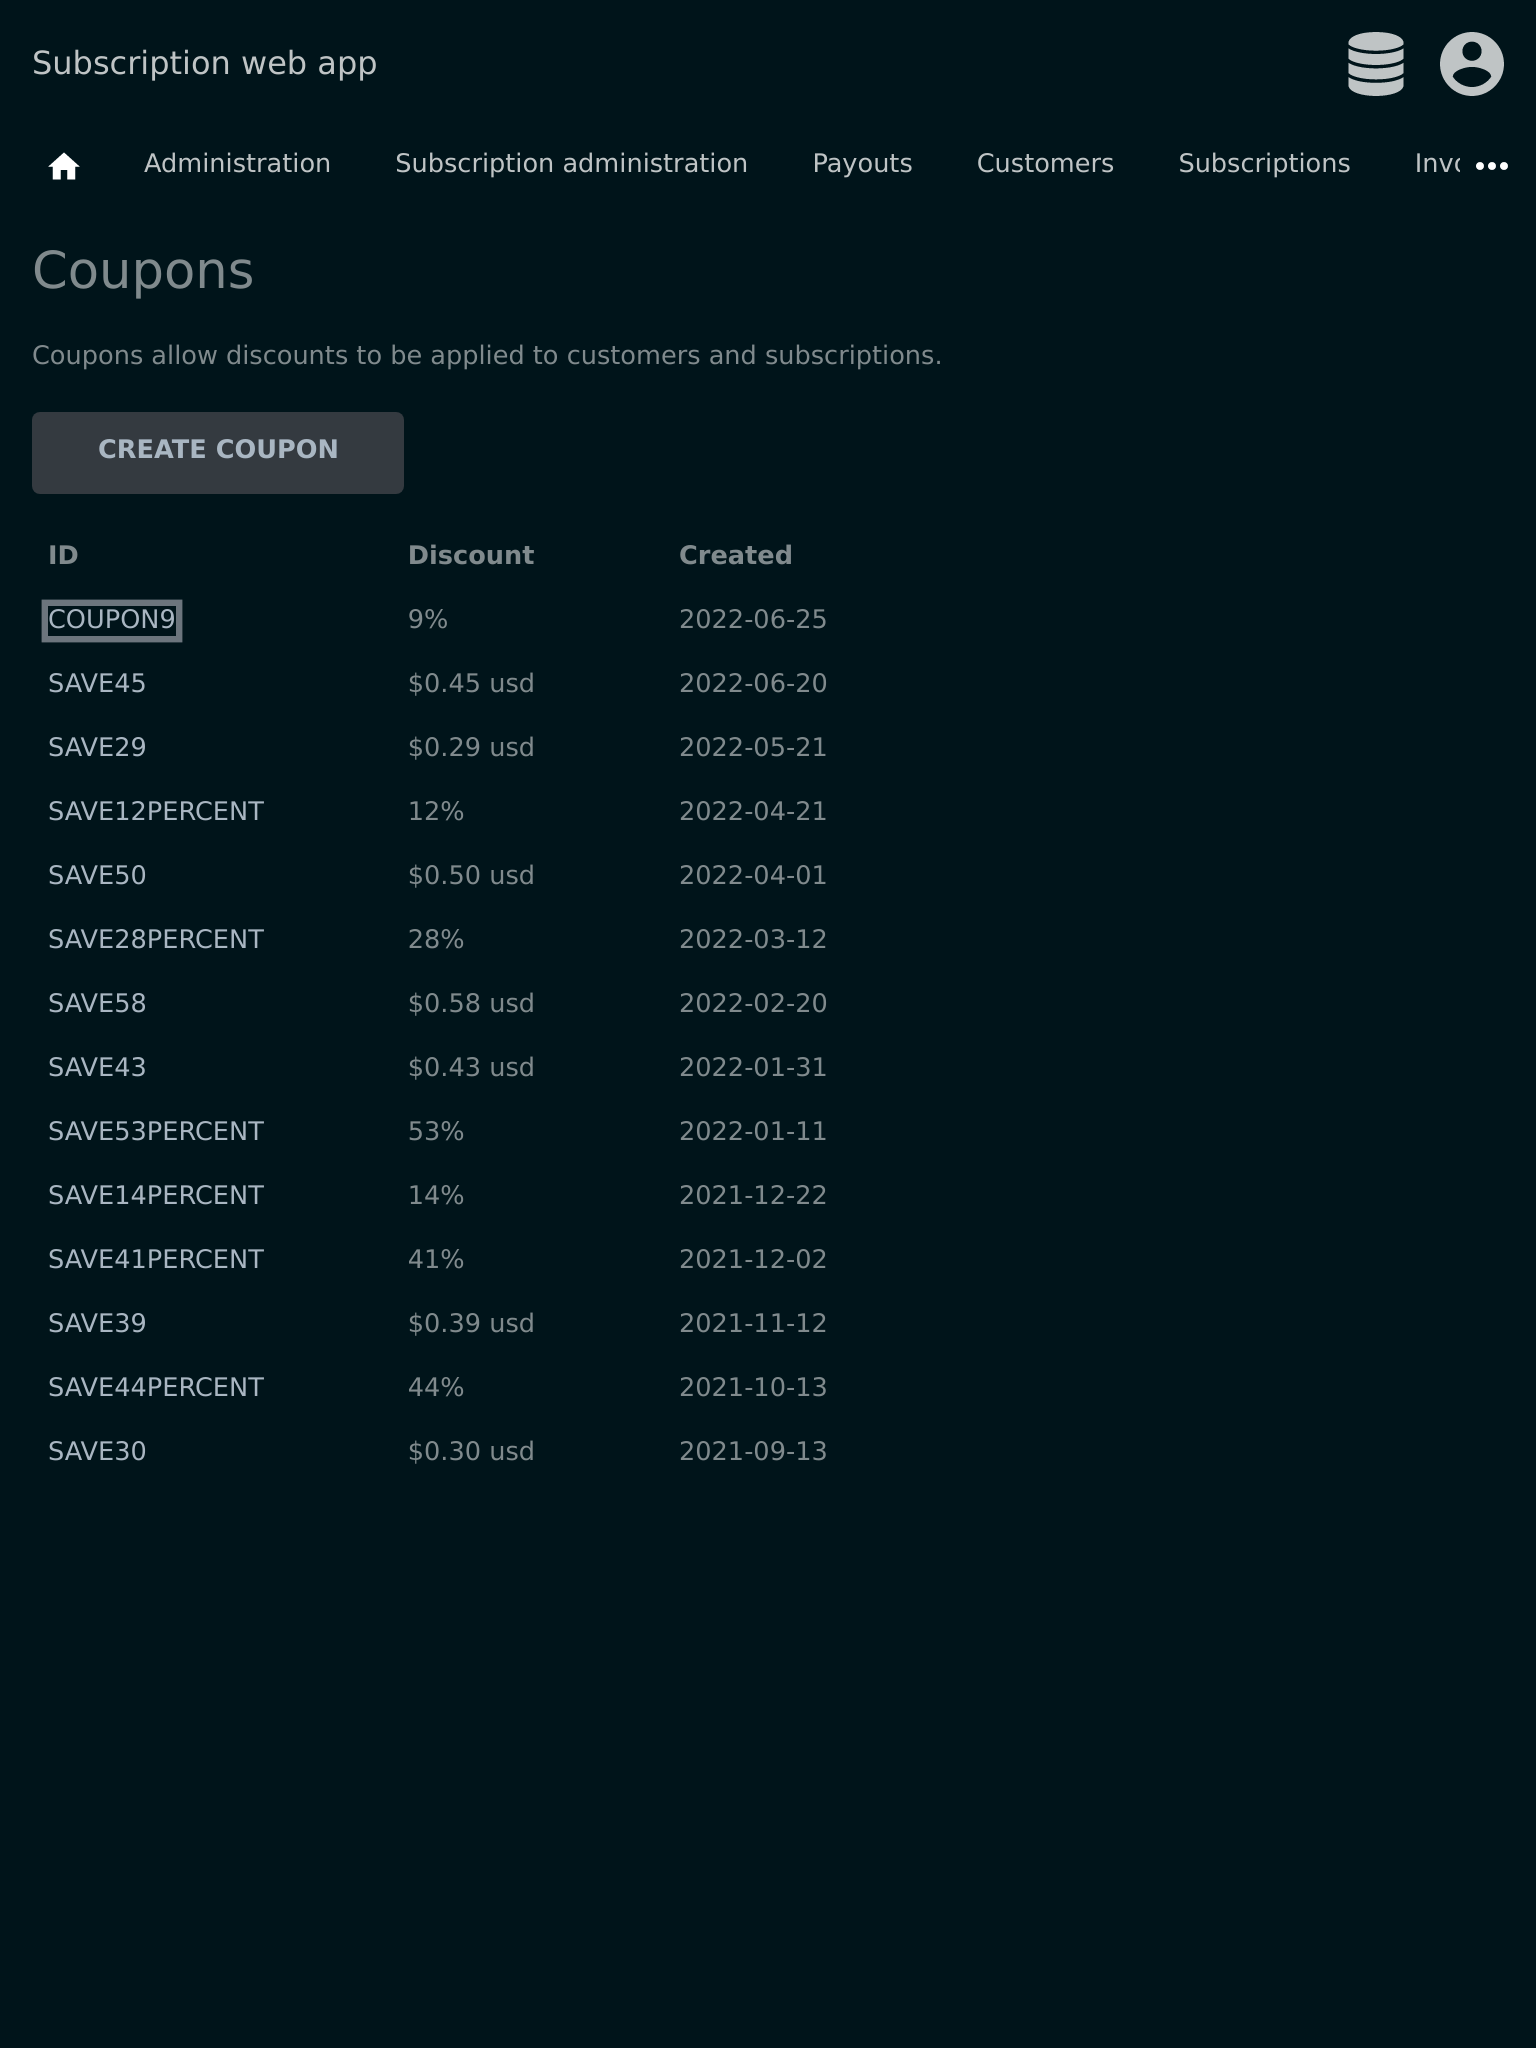 Subscription web app
Administration Subscription administration Payouts Customers Subscriptions
Coupons
Coupons allow discounts to be applied to customers and subscriptions.
CREATE COUPON
ID Discount Created
COUPON9 9% 2022-06-25
SAVE45 $0.45 usd 2022-06-20
SAVE29 $0.29 usd 2022-05-21
SAVE12PERCENT 12% 2022-04-21
SAVE50 $0.50 usd 2022-04-01
SAVE28PERCENT 28% 2022-03-12
SAVE58 $0.58 usd 2022-02-20
SAVE43 $0.43 usd 2022-01-31
SAVE53PERCENT 53% 2022-01-11
SAVE14PERCENT 14% 2021-12-22
SAVE41PERCENT 41% 2021-12-02
SAVE39 $0.39 usd 2021-11-12
SAVE44PERCENT 44% 2021-10-13
SAVE30 $0.30 usd 2021-09-13